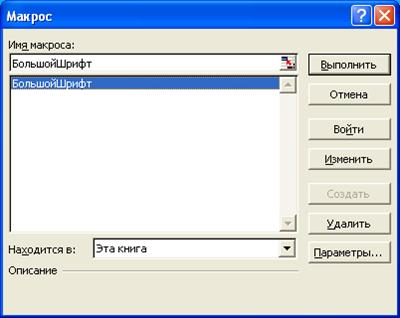 Макрос
Имя макроса:
БольшойШрифт
БольшойШрифт
Находится в:
Эта книга
Описание
Выполнить
Отмена
Войти
Изменить
Создать
Удалить
Параметры...